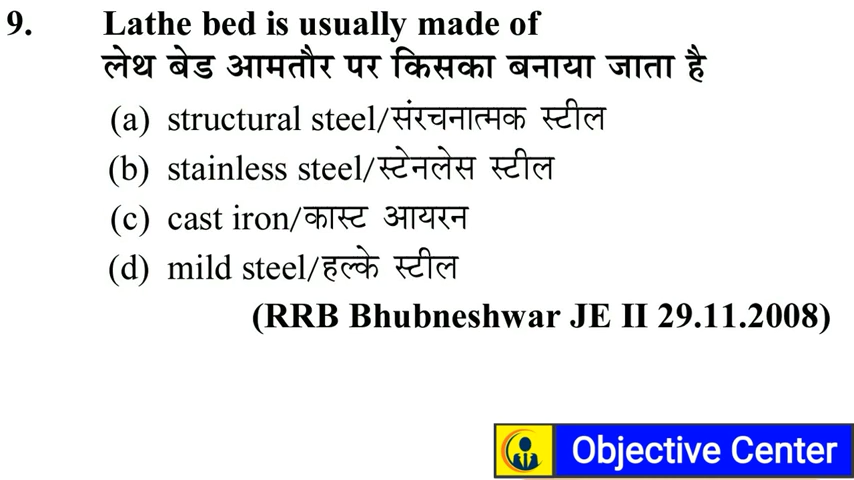 9. Lathe bed is usually made of
लेथ बेड आमतौर पर किसका बनाया जाता है
(a) structural steel/संरचनात्मक स्टील
(b) stainless steel/स्टेनलेस स्टील
(c) cast iron/कास्ट आयरन
(d) mild steel/हल्के स्टील
(RRB Bhubneshwar JE II 29.11.2008)
Objective Center